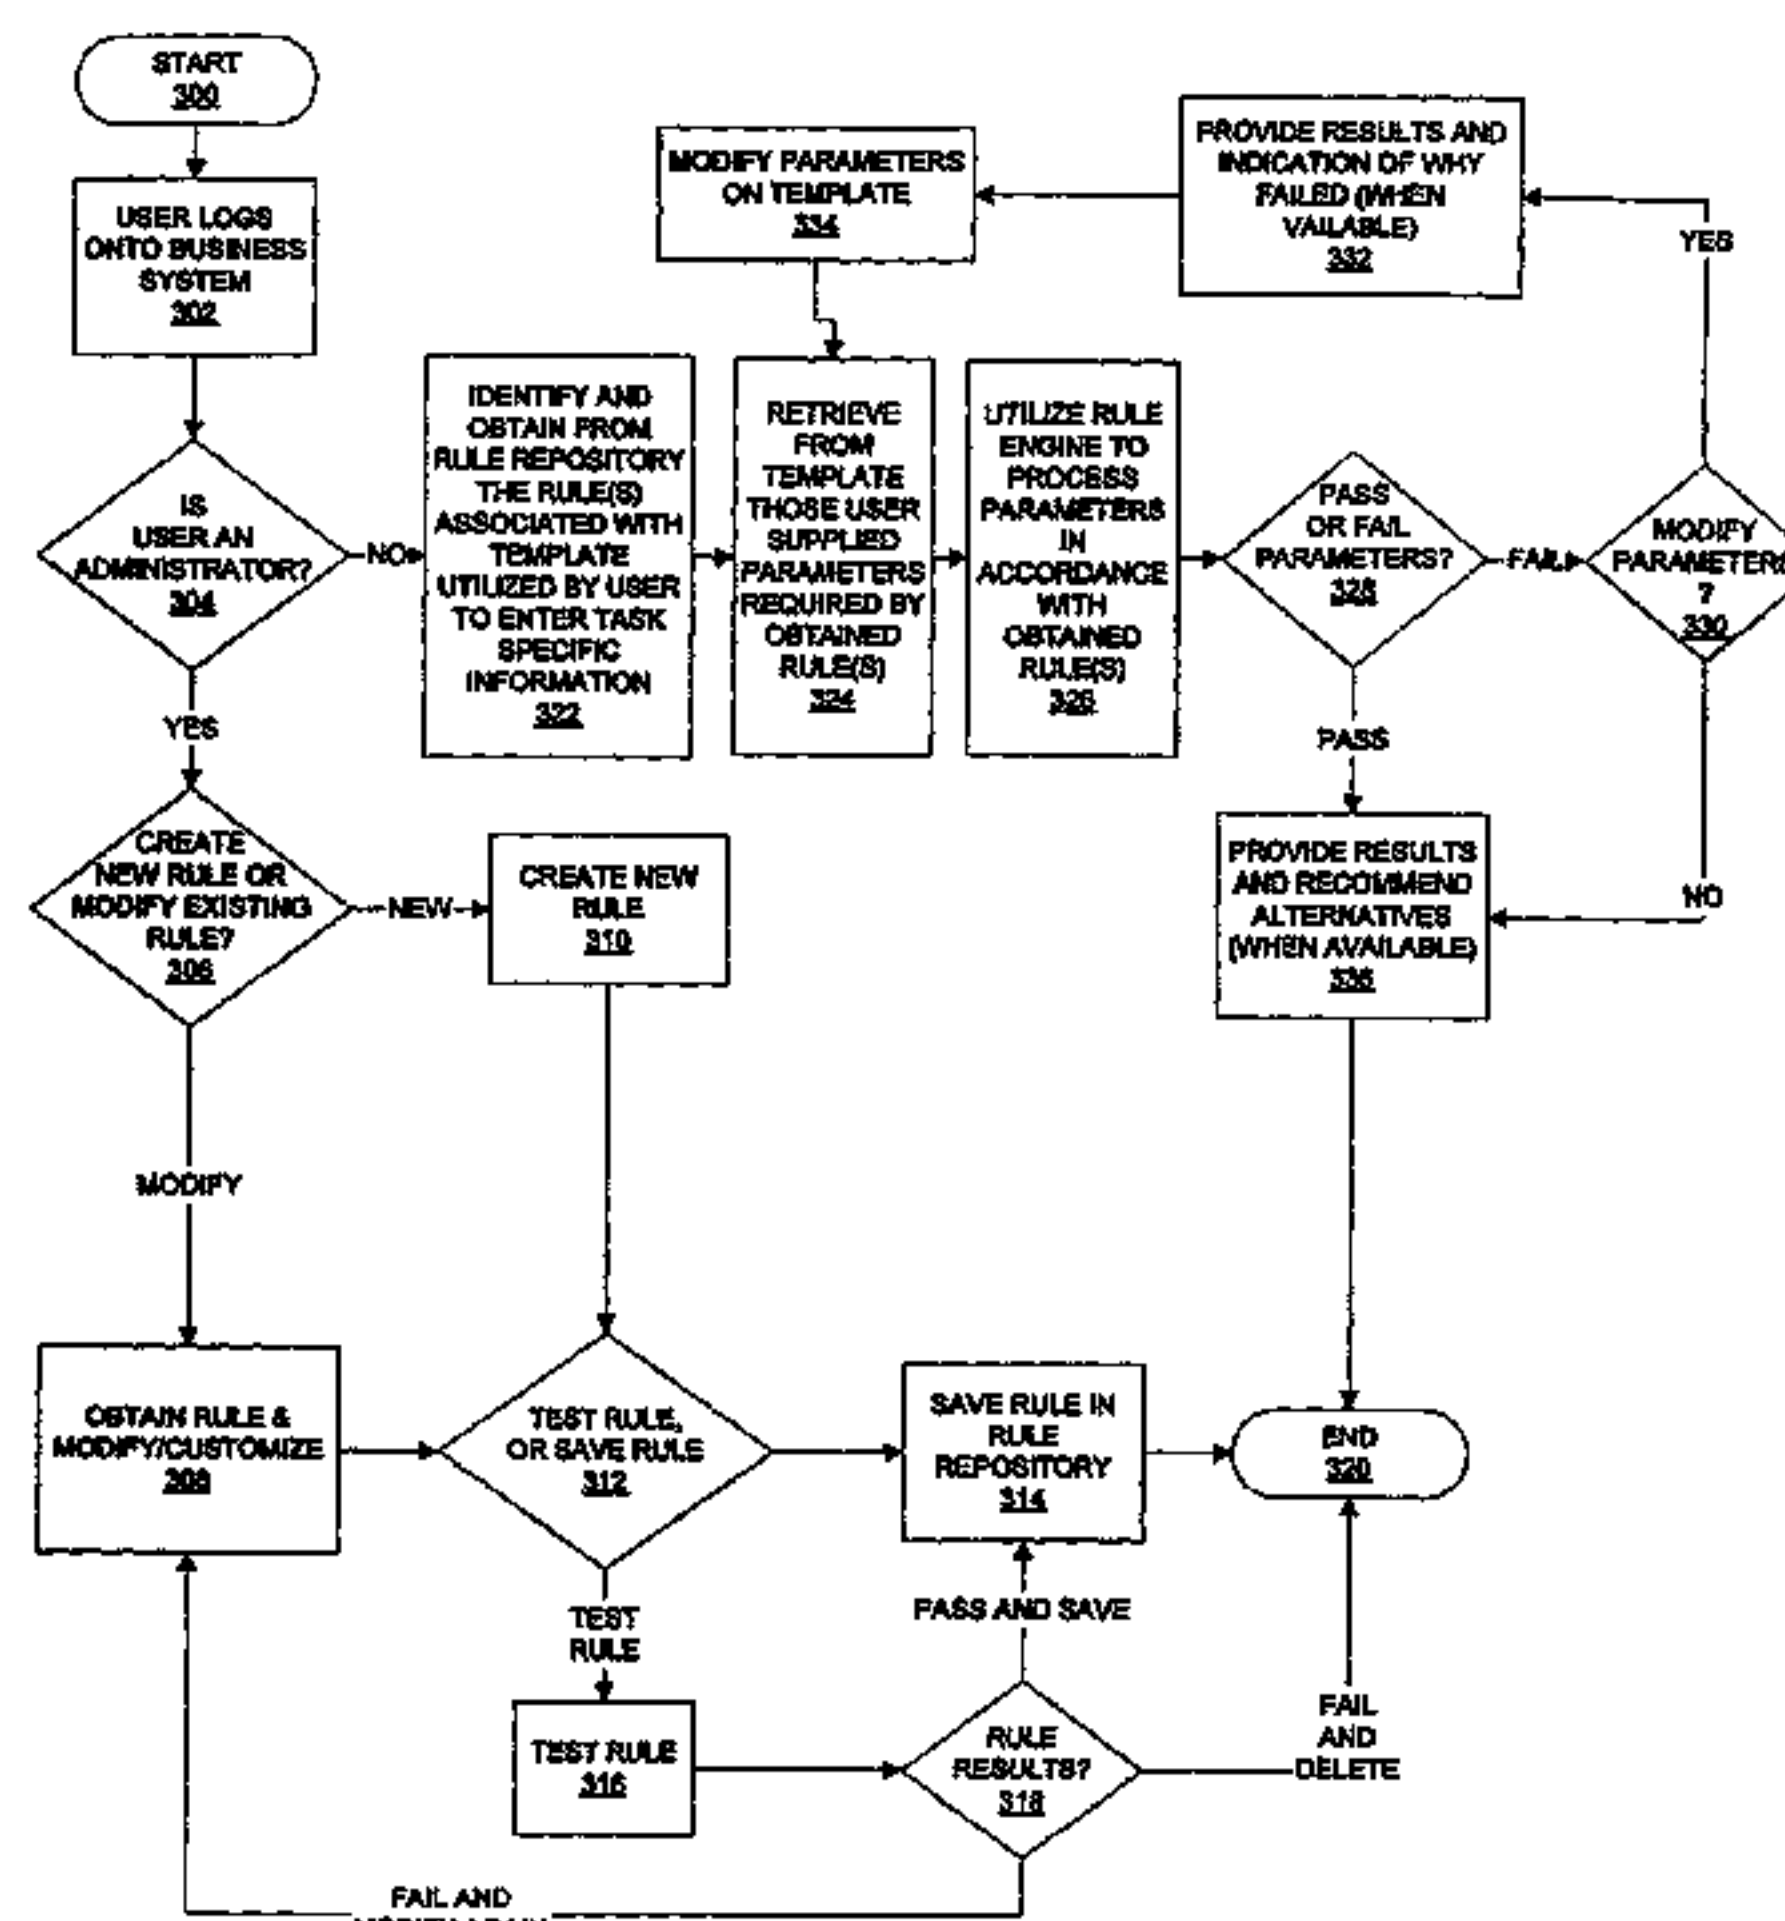 START
300
USER LOGS
ONTO BUSINESS
SYSTEM
302
IS
USER AN
ADMINISTRATOR?
304
NO
YES
IDENTIFY AND
OBTAIN FROM
RULE REPOSITORY
THE RULE(S)
ASSOCIATED WITH
TEMPLATE
UTILIZED BY USER
TO ENTER TASK
SPECIFIC
INFORMATION
322
MODIFY PARAMETERS
ON TEMPLATE
334
PROVIDE RESULTS AND
INDICATION OF WHY
FAILED (WHEN
VAILABLE)
332
YES
RETRIEVE
FROM
TEMPLATE
THOSE USER
SUPPLIED
PARAMETERS
REQUIRED BY
OBTAINED
RULE(S)
324
UTILIZE RULE
ENGINE TO
PROCESS
PARAMETERS
IN
ACCORDANCE
WITH
OBTAINED
RULE(S)
326
PASS
OR FAIL
PARAMETERS?
328
FAIL
MODIFY
PARAMETERS
?
330
PASS
NO
PROVIDE RESULTS
AND RECOMMEND
ALTERNATIVES
(WHEN AVAILABLE)
336
CREATE
NEW RULE OR
MODIFY EXISTING
RULE?
306
NEW
CREATE NEW
RULE
310
MODIFY
OBTAIN RULE &
MODIFY/CUSTOMIZE
308
TEST RULE,
OR SAVE RULE
312
SAVE RULE IN
RULE
REPOSITORY
314
END
320
TEST
RULE
PASS AND SAVE
TEST RULE
316
RULE
RESULTS?
318
FAIL
AND
DELETE
FAIL AND